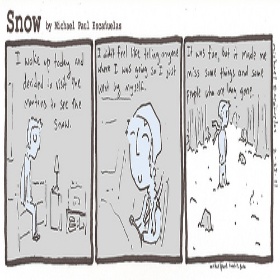 Snow by Michael Paul
I woke up today and
decided to visit the
mountains to see the
snow.
I didn't feel like telling anyone
where I was going so I just
went by myself.
It was fun, but it made me
miss some things and some
people who are long gone.